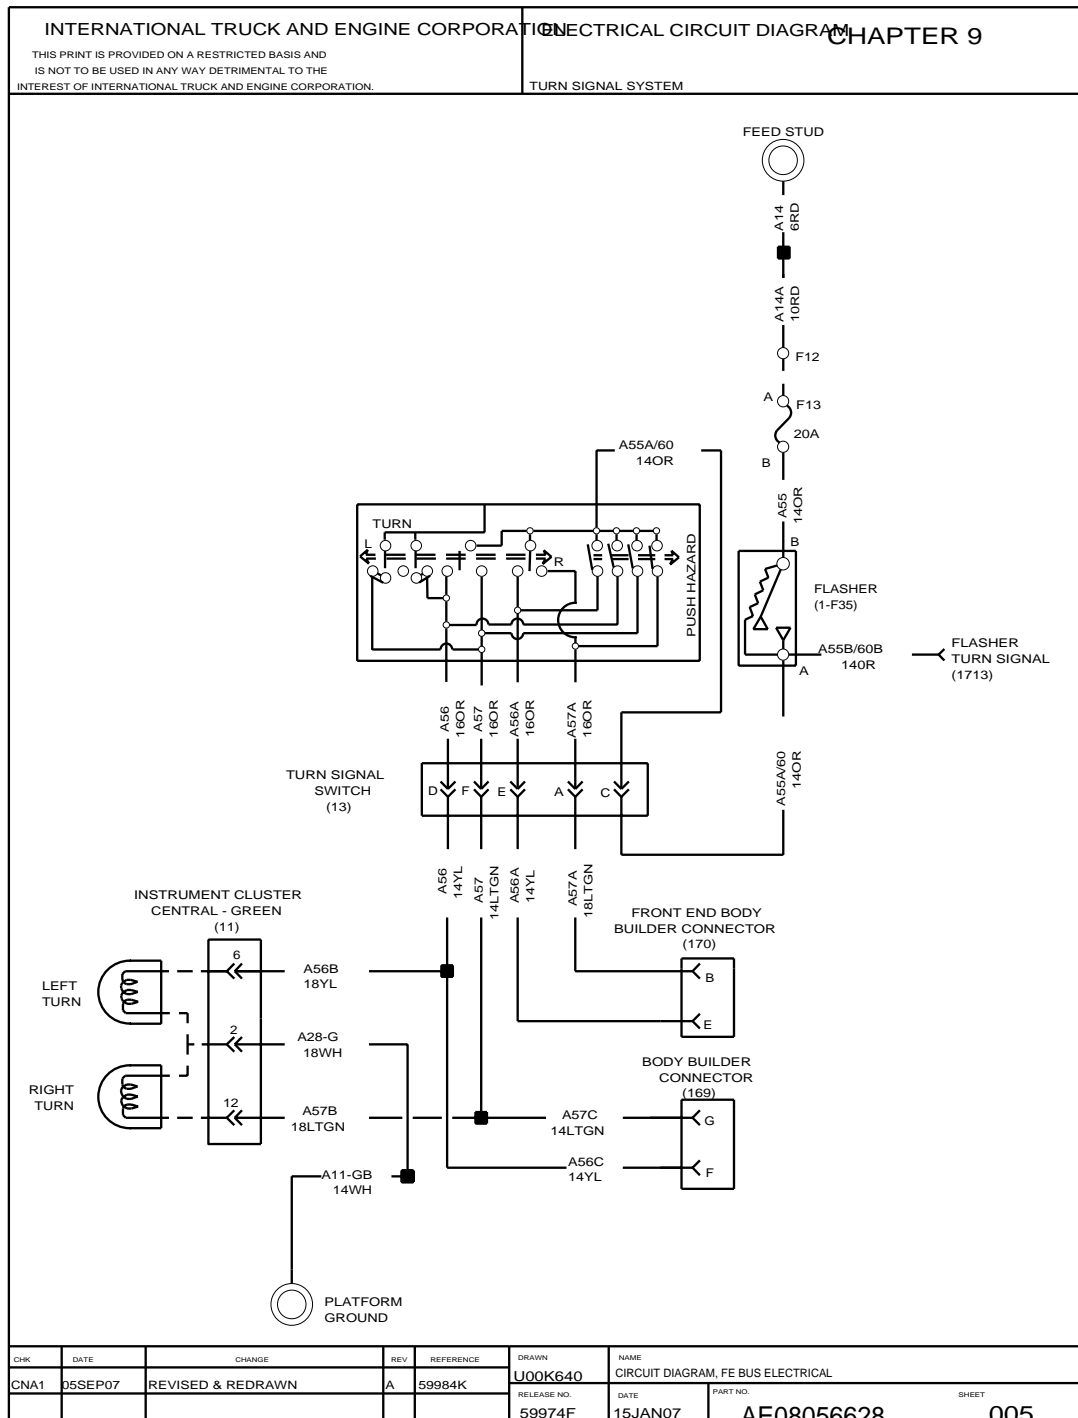 INTERNATIONAL TRUCK AND ENGINE CORPORATION
THIS PRINT IS PROVIDED ON A RESTRICTED BASIS AND
IS NOT TO BE USED IN ANY WAY DETRIMENTAL TO THE
INTEREST OF INTERNATIONAL TRUCK AND ENGINE CORPORATION.
ELECTRICAL CIRCUIT DIAGRAM
CHAPTER 9
TURN SIGNAL SYSTEM
FEED STUD
A14
6RD
A14A
10RD
F12
A
F13
20A
B
A55
14OR
B
FLASHER
(1-F35)
A55B/60B
140R
A
FLASHER
TURN SIGNAL
(1713)
A55A/60
14OR
A55A/60
14OR
TURN
L
R
PUSH HAZARD
A56
16OR
A57
16OR
A56A
16OR
A57A
16OR
TURN SIGNAL
SWITCH
(13)
D
F
E
A
C
A56
14YL
A57
14LTGN
A56A
14YL
A57A
18LTGN
INSTRUMENT CLUSTER
CENTRAL - GREEN
(11)
FRONT END BODY
BUILDER CONNECTOR
(170)
B
E
LEFT
TURN
6
A56B
18YL
2
A28-G
18WH
RIGHT
TURN
12
A57B
18LTGN
BODY BUILDER
CONNECTOR
(169)
A57C
14LTGN
G
A56C
14YL
F
A11-GB
14WH
PLATFORM
GROUND
CHK DATE CHANGE REV REFERENCE
CNA1 05SEP07 REVISED & REDRAWN A 59984K
DRAWN
U00K640
NAME
CIRCUIT DIAGRAM, FE BUS ELECTRICAL
RELEASE NO.
59974F
DATE
15JAN07
PART NO.
AE08056628
SHEET
005